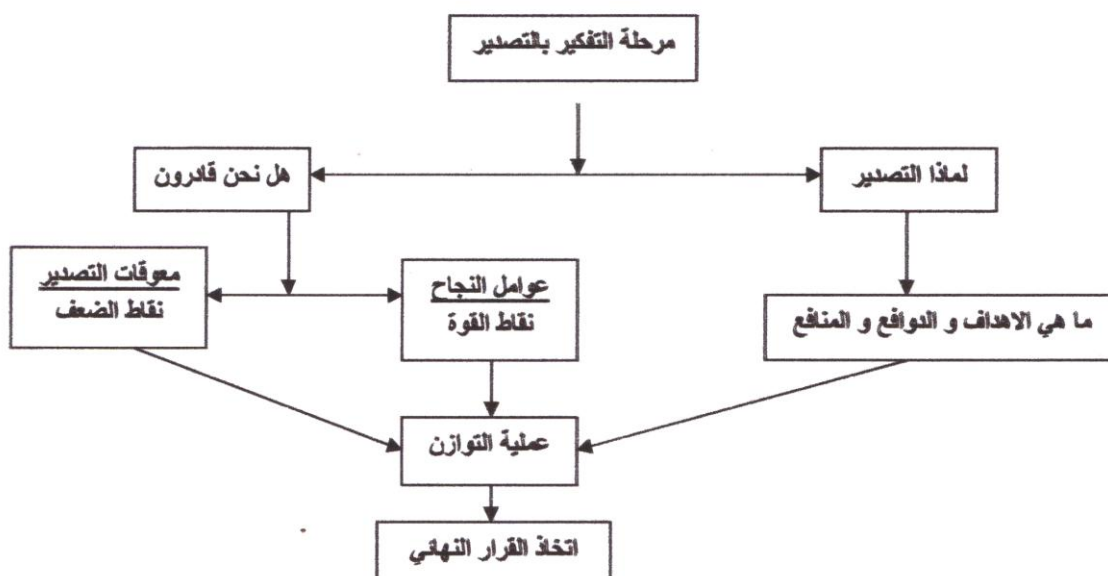 مرحلة التفكير بالتصدير
لماذا التصدير
هل نحن قادرون
ما هي الاهداف و الدوافع و المنافع
عوامل النجاح
نقاط القوة
معوقات التصدير
نقاط الضعف
عملية التوازن
اتخاذ القرار النهائي